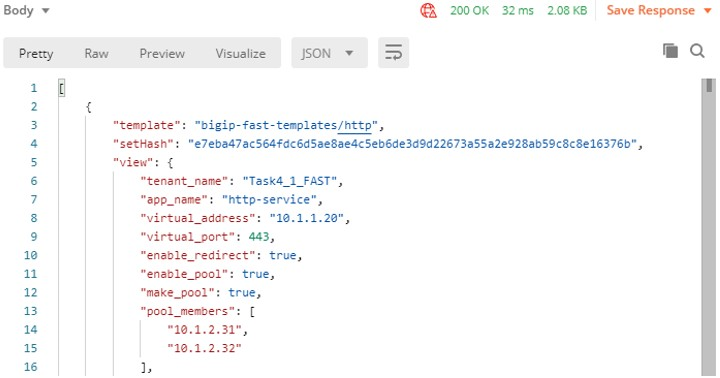 Body 200 OK 32 ms 2.08 KB Save Response
Pretty Raw Preview Visualize JSON
1 [
2 {
3 "template": "bigip-fast-templates/http",
4 "setHash": "e7eba47ac564fdc6d5ae8ae4c5eb6de3d9d22673a55a2e928ab59c8c8e16376b",
5 "view": {
6 "tenant_name": "Task4_1_FAST",
7 "app_name": "http-service",
8 "virtual_address": "10.1.1.20",
9 "virtual_port": 443,
10 "enable_redirect": true,
11 "enable_pool": true,
12 "make_pool": true,
13 "pool_members": [
14 "10.1.2.31",
15 "10.1.2.32"
16 ],